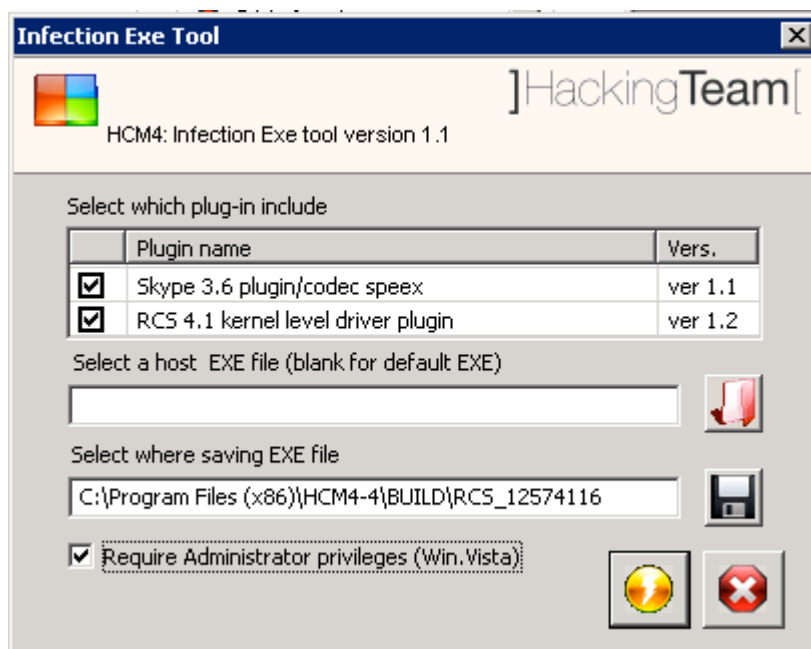 Infection Exe Tool
]HackingTeam[
HCM4: Infection Exe tool version 1.1
Select which plug-in include
Plugin name Vers.
Skype 3.6 plugin/codec speex ver 1.1
RCS 4.1 kernel level driver plugin ver 1.2
Select a host EXE file (blank for default EXE)
Select where saving EXE file
C:\Program Files (x86)\HCM4-4\BUILD\RCS_12574116
Require Administrator privileges (Win.Vista)